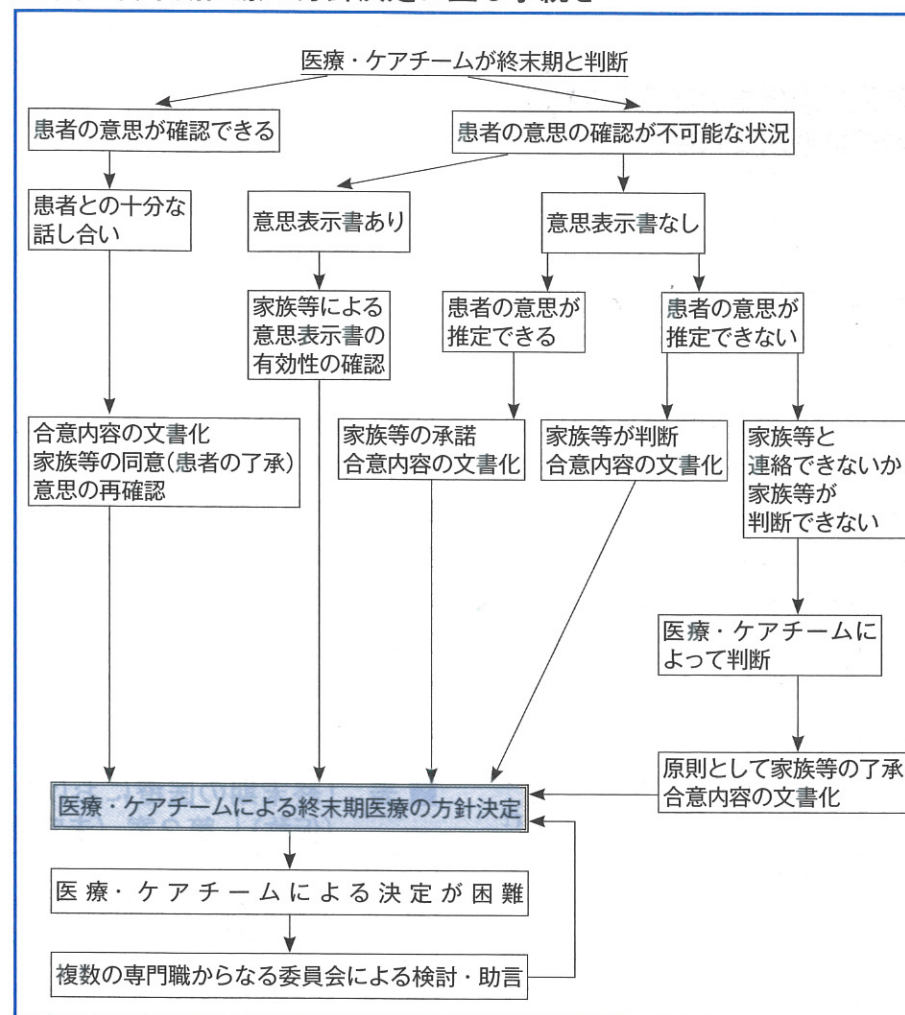 医療・ケアチームが終末期と判断
患者の意思が確認できる
患者の意思の確認が不可能な状況
患者との十分な
話し合い
意思表示書あり
意思表示書なし
家族等による
意思表示書の
有効性の確認
患者の意思が
推定できる
患者の意思が
推定できない
合意内容の文書化
家族等の同意(患者の了承)
意思の再確認
家族等の承諾
合意内容の文書化
家族等が判断
合意内容の文書化
家族等と
連絡できないか
家族等が
判断できない
医療・ケアチームに
よって判断
原則として家族等の了承
合意内容の文書化
医療・ケアチームによる終末期医療の方針決定
医療・ケアチームによる決定が困難
複数の専門職からなる委員会による検討・助言